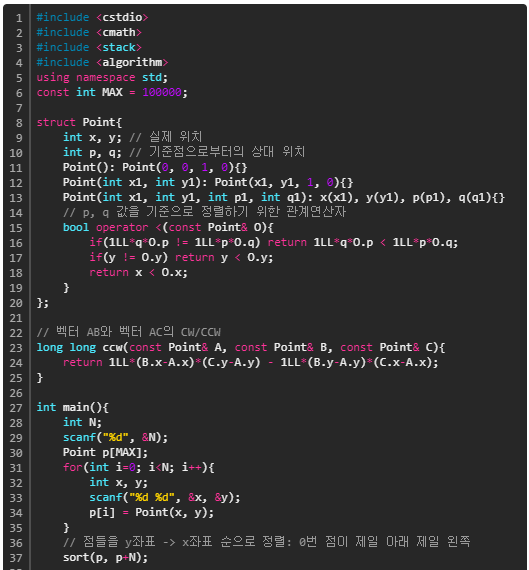 1 #include <cstdio>
2 #include <cmath>
3 #include <stack>
4 #include <algorithm>
5 using namespace std;
6 const int MAX = 100000;
7
8 struct Point{
9     int x, y; // 실제 위치
10     int p, q; // 기준점으로부터의 상대 위치
11     Point(): Point(0, 0, 1, 0){}
12     Point(int x1, int y1): Point(x1, y1, 1, 0){}
13     Point(int x1, int y1, int p1, int q1): x(x1), y(y1), p(p1), q(q1){}
14     // p, q 값을 기준으로 정렬하기 위한 관계연산자
15     bool operator <(const Point& O){
16         if(1LL*q*O.p != 1LL*p*O.q) return 1LL*q*O.p < 1LL*p*O.q;
17         if(y != O.y) return y < O.y;
18         return x < O.x;
19     }
20 };
21
22 // 벡터 AB와 벡터 AC의 CW/CCW
23 long long ccw(const Point& A, const Point& B, const Point& C){
24     return 1LL*(B.x-A.x)*(C.y-A.y) - 1LL*(B.y-A.y)*(C.x-A.x);
25 }
26
27 int main(){
28     int N;
29     scanf("%d", &N);
30     Point p[MAX];
31     for(int i=0; i<N; i++){
32         int x, y;
33         scanf("%d %d", &x, &y);
34         p[i] = Point(x, y);
35     }
36     // 점들을 y좌표 -> x좌표 순으로 정렬: 0번 점이 제일 아래 제일 왼쪽
37     sort(p, p+N);